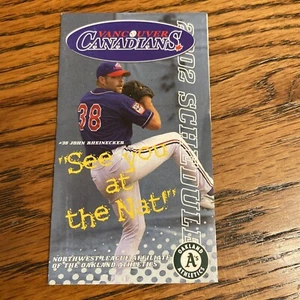 VANCOUVER
CANADIANS
2002 SCHEDULE
38
#38 JOHN RHEINECKER
"See you
at
the Nat!"
NORTHWEST LEAGUE AFFILIATE
OF THE OAKLAND ATHLETICS
OAKLAND
A's
ATHLETICS